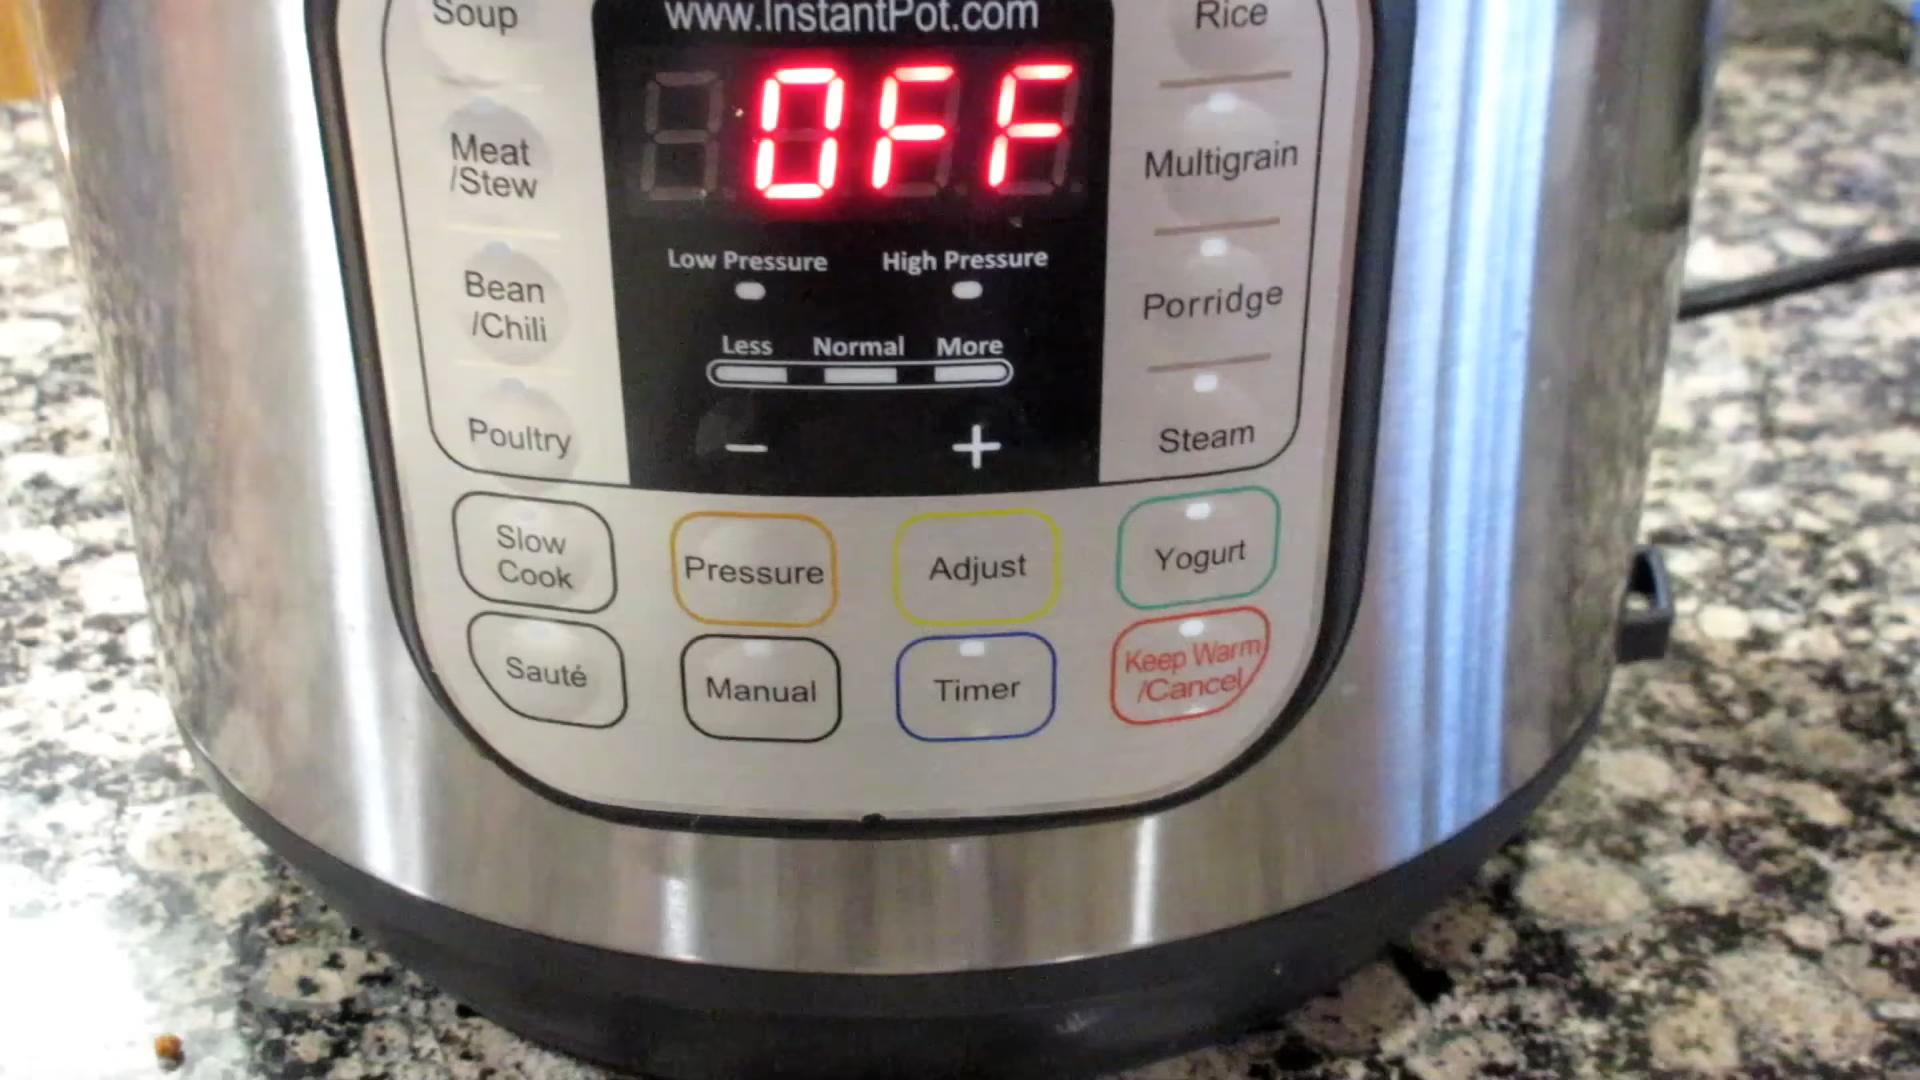 www.InstantPot.com
OFF
Soup
Meat
/Stew
Bean
/Chili
Poultry
Low Pressure High Pressure
Less Normal More
− +
Rice
Multigrain
Porridge
Steam
Slow
Cook
Pressure
Adjust
Yogurt
Sauté
Manual
Timer
Keep Warm
/Cancel